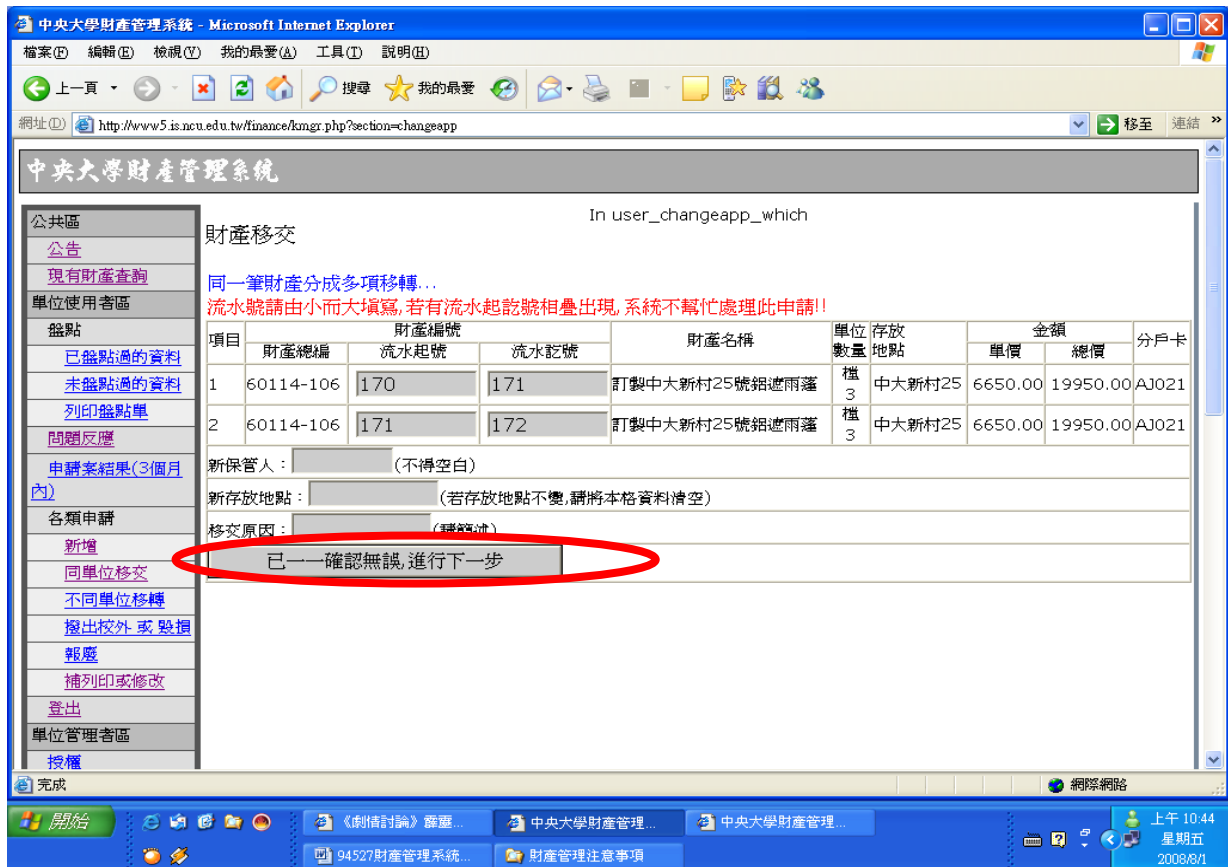 中央大學財產管理系統 - Microsoft Internet Explorer
檔案(F) 編輯(E) 檢視(V) 我的最愛(A) 工具(T) 說明(H)
上一頁 搜尋 我的最愛
網址(D) http://www5.is.ncu.edu.tw/finance/kmgr.php?section=changeapp 移至 連結 »
中央大學財產管理系統
公共區
公告
現有財產查詢
單位使用者區
盤點
已盤點過的資料
未盤點過的資料
列印盤點單
問題反應
申請案結果(3個月
內)
各類申請
新增
同單位移交
不同單位移轉
撥出校外 或 毀損
報廢
補列印或修改
登出
單位管理者區
授權
In user_changeapp_which
財產移交
同一筆財產分成多項移轉...
流水號請由小而大填寫,若有流水起訖號相疊出現,系統不幫忙處理此申請!!
項目 財產編號 財產名稱 單位 存放 金額 分戶卡
財產總編 流水起號 流水訖號 數量 地點 單價 總價
1 60114-106 170 171 訂製中大新村25號鋁遮雨蓬 檔 3 中大新村25 6650.00 19950.00 AJ021
2 60114-106 171 172 訂製中大新村25號鋁遮雨蓬 檔 3 中大新村25 6650.00 19950.00 AJ021
新保管人: (不得空白)
新存放地點: (若存放地點不變,請將本格資料清空)
移交原因: (請簡述)
已一一確認無誤,進行下一步
完成 網際網路
開始 《劇情討論》霹靂... 中央大學財產管理... 中央大學財產管理... 上午 10:44
94527財產管理系統... 財產管理注意事項 星期五
2008/8/1